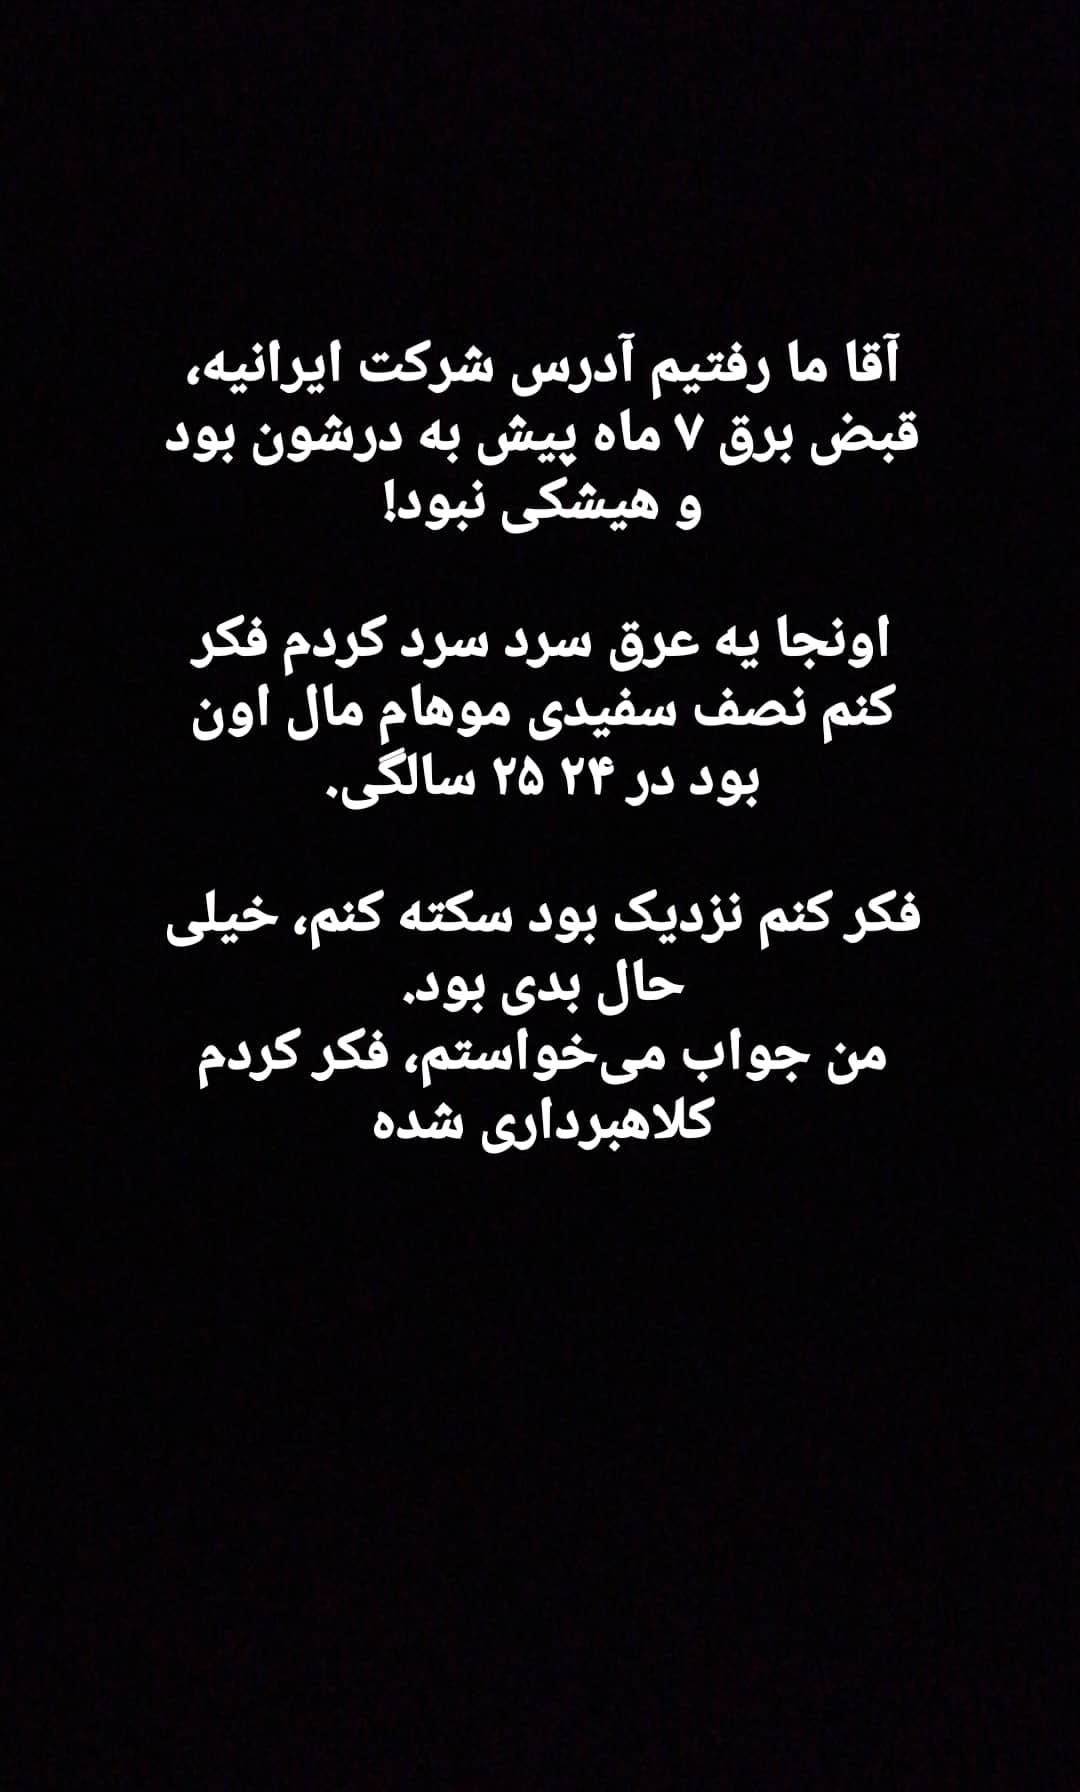 آقا ما رفتیم آدرس شرکت ایرانیه،
قبض برق ۷ ماه پیش به درشون بود
و هیشکی نبود!
اونجا یه عرق سرد سرد کردم فکر
کنم نصف سفیدی موهام مال اون
بود در ۲۴ ۲۵ سالگی.
فکر کنم نزدیک بود سکته کنم، خیلی
حال بدی بود.
من جواب می‌خواستم، فکر کردم
کلاهبرداری شده